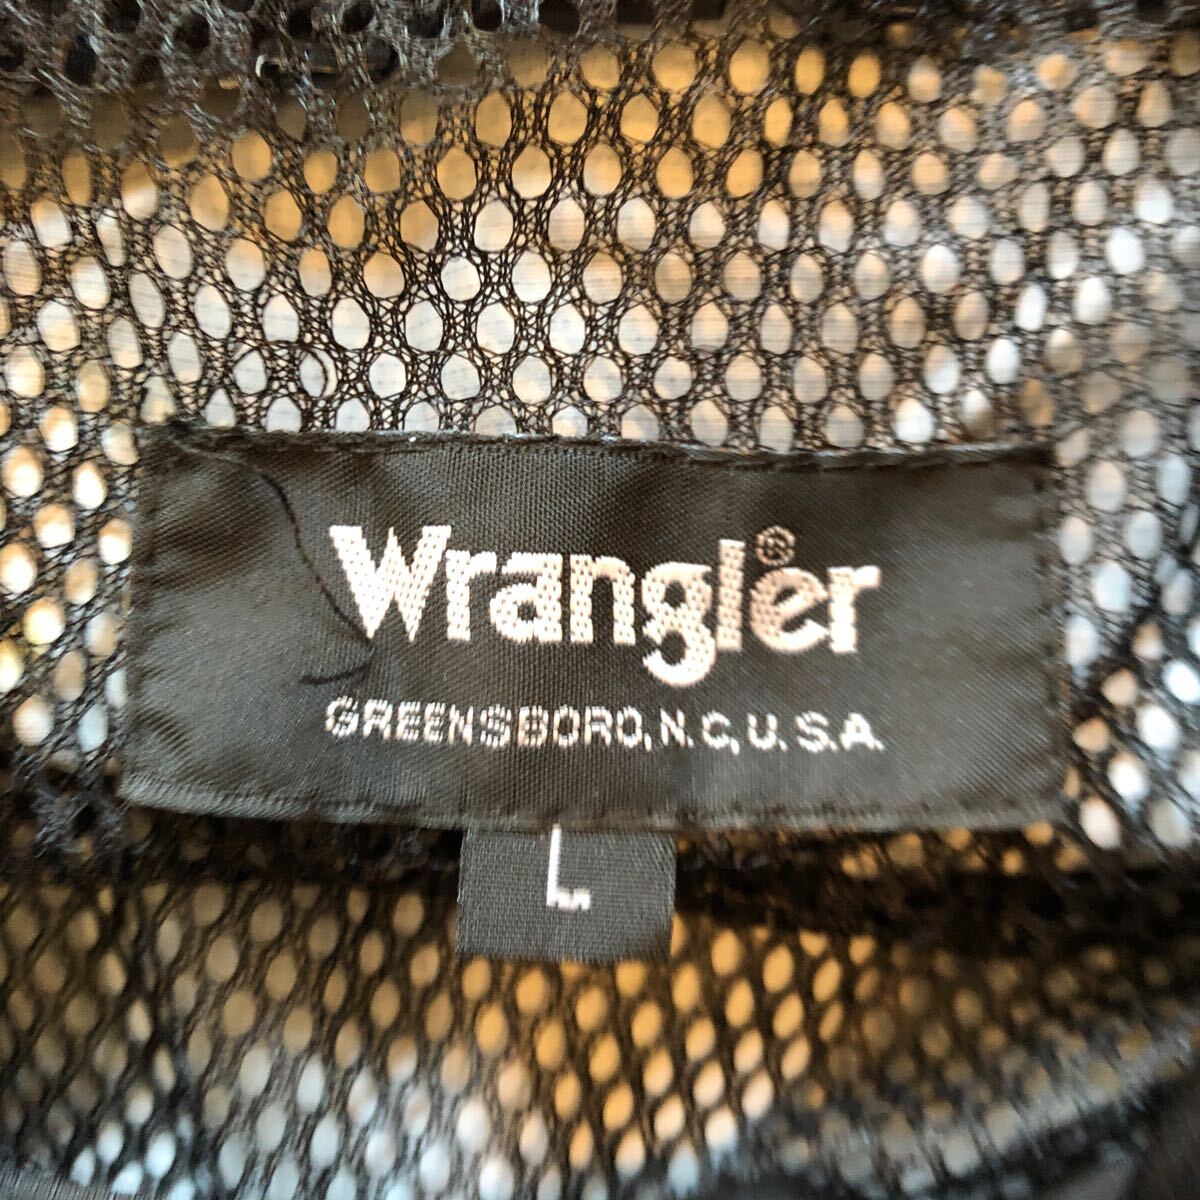 Wrangler®
GREENSBORO, N.C, U.S.A.
L